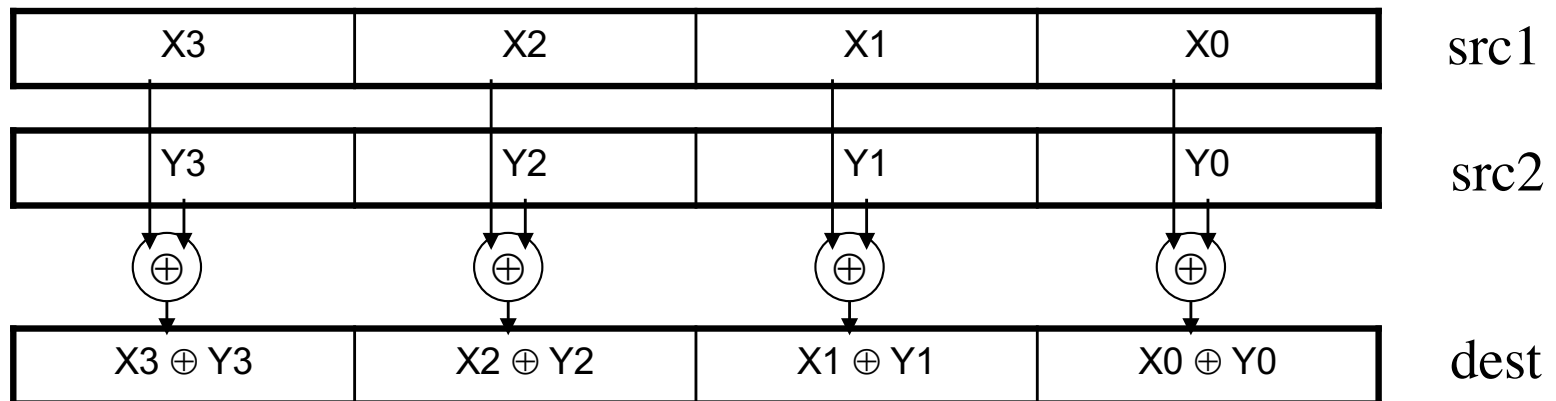 X3 X2 X1 X0 src1
Y3 Y2 Y1 Y0 src2
⊕ ⊕ ⊕ ⊕
X3 ⊕ Y3 X2 ⊕ Y2 X1 ⊕ Y1 X0 ⊕ Y0 dest